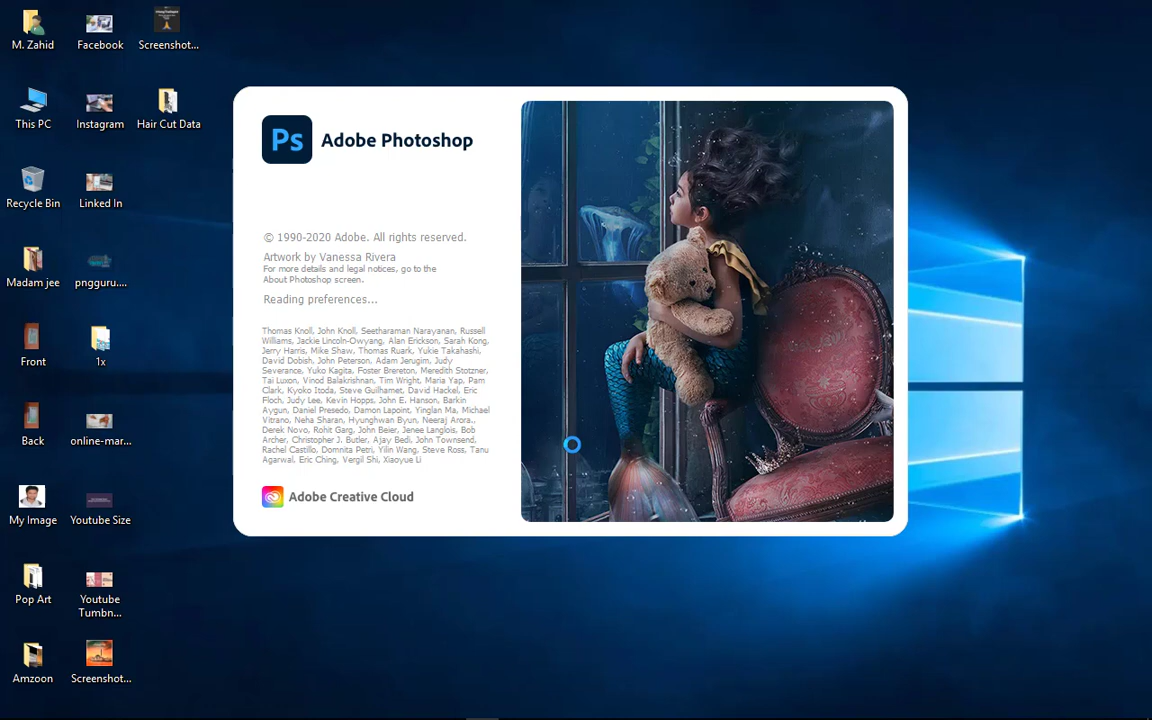 M. Zahid
Facebook
Screenshot...
This PC
Instagram
Hair Cut Data
Recycle Bin
Linked In
Madam jee
pngguru....
Front
1x
Back
online-mar...
My Image
Youtube Size
Pop Art
Youtube
Tumbn...
Amzoon
Screenshot...
Ps
Adobe Photoshop
© 1990-2020 Adobe. All rights reserved.
Artwork by Vanessa Rivera
For more details and legal notices, go to the
About Photoshop screen.
Reading preferences...
Thomas Knoll, John Knoll, Seetharaman Narayanan, Russell
Williams, Jackie Lincoln-Owyang, Alan Erickson, Sarah Kong,
Jerry Harris, Mike Shaw, Thomas Ruark, Yukie Takahashi,
David Dobish, John Peterson, Adam Jerugim, Judy
Severance, Yuko Kagita, Foster Brereton, Meredith Stotzner,
Tai Luxon, Vinod Balakrishnan, Tim Wright, Maria Yap, Pam
Clark, Kyoko Itoda, Steve Guilhamet, David Hackel, Eric
Floch, Judy Lee, Kevin Hopps, John E. Hanson, Barkin
Aygun, Daniel Presedo, Damon Lapoint, Yinglan Ma, Michael
Vitrano, Neha Sharan, Hyunghwan Byun, Neeraj Arora..
Derek Novo, Rohit Garg, John Beier, Jenee Langlois, Bob
Archer, Christopher J. Butler, Ajay Bedi, John Townsend,
Rachel Castillo, Domnita Petri, Yilin Wang, Steve Ross, Tanu
Agarwal, Eric Ching, Vergil Shi, Xiaoyue Li
Adobe Creative Cloud